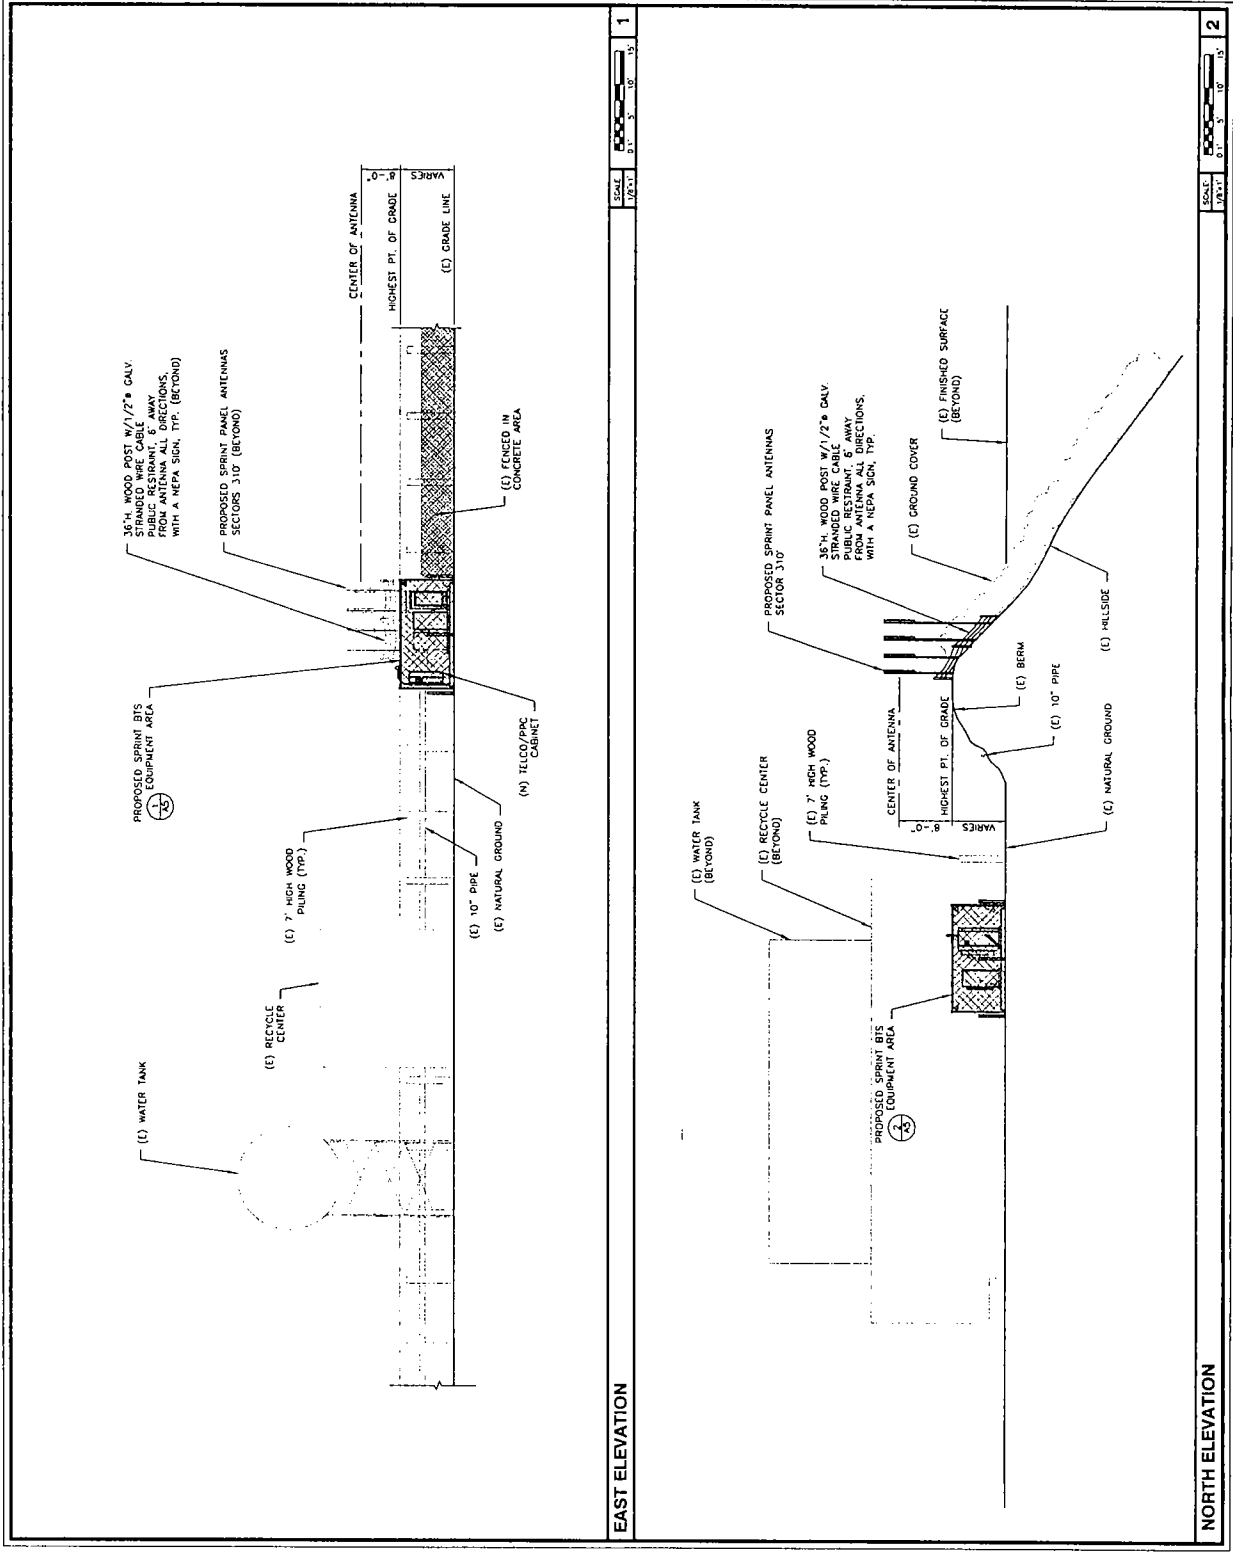 (E) WATER TANK
(E) RECYCLE
CENTER
(E) 7' HIGH WOOD
PILING (TYP.)
PROPOSED SPRINT BTS
EQUIPMENT AREA
1
A5
36"H. WOOD POST W/1/2"ø GALV.
STRANDED WIRE CABLE
PUBLIC RESTRAINT, 6' AWAY
FROM ANTENNA ALL DIRECTIONS,
WITH A NEPA SIGN, TYP. (BEYOND)
PROPOSED SPRINT PANEL ANTENNAS
SECTORS 310° (BEYOND)
CENTER OF ANTENNA
8'-0"
HIGHEST PT. OF GRADE
VARIES
(E) GRADE LINE
(E) 10" PIPE
(E) NATURAL GROUND
(N) TELCO/PPC
CABINET
(E) FENCED IN
CONCRETE AREA
EAST ELEVATION
SCALE
1/8"=1'
0 1' 5' 10' 15'
1
(E) WATER TANK
(BEYOND)
(E) RECYCLE CENTER
(BEYOND)
(E) 7' HIGH WOOD
PILING (TYP.)
PROPOSED SPRINT PANEL ANTENNAS
SECTOR 310°
36"H. WOOD POST W/1/2"ø GALV.
STRANDED WIRE CABLE
PUBLIC RESTRAINT, 6' AWAY
FROM ANTENNA ALL DIRECTIONS,
WITH A NEPA SIGN, TYP.
(E) GROUND COVER
(E) FINISHED SURFACE
(BEYOND)
CENTER OF ANTENNA
8'-0"
HIGHEST PT. OF GRADE
VARIES
PROPOSED SPRINT BTS
EQUIPMENT AREA
2
A5
(E) BERM
(E) 10" PIPE
(E) HILLSIDE
(E) NATURAL GROUND
NORTH ELEVATION
SCALE
1/8"=1'
0 1' 5' 10' 15'
2